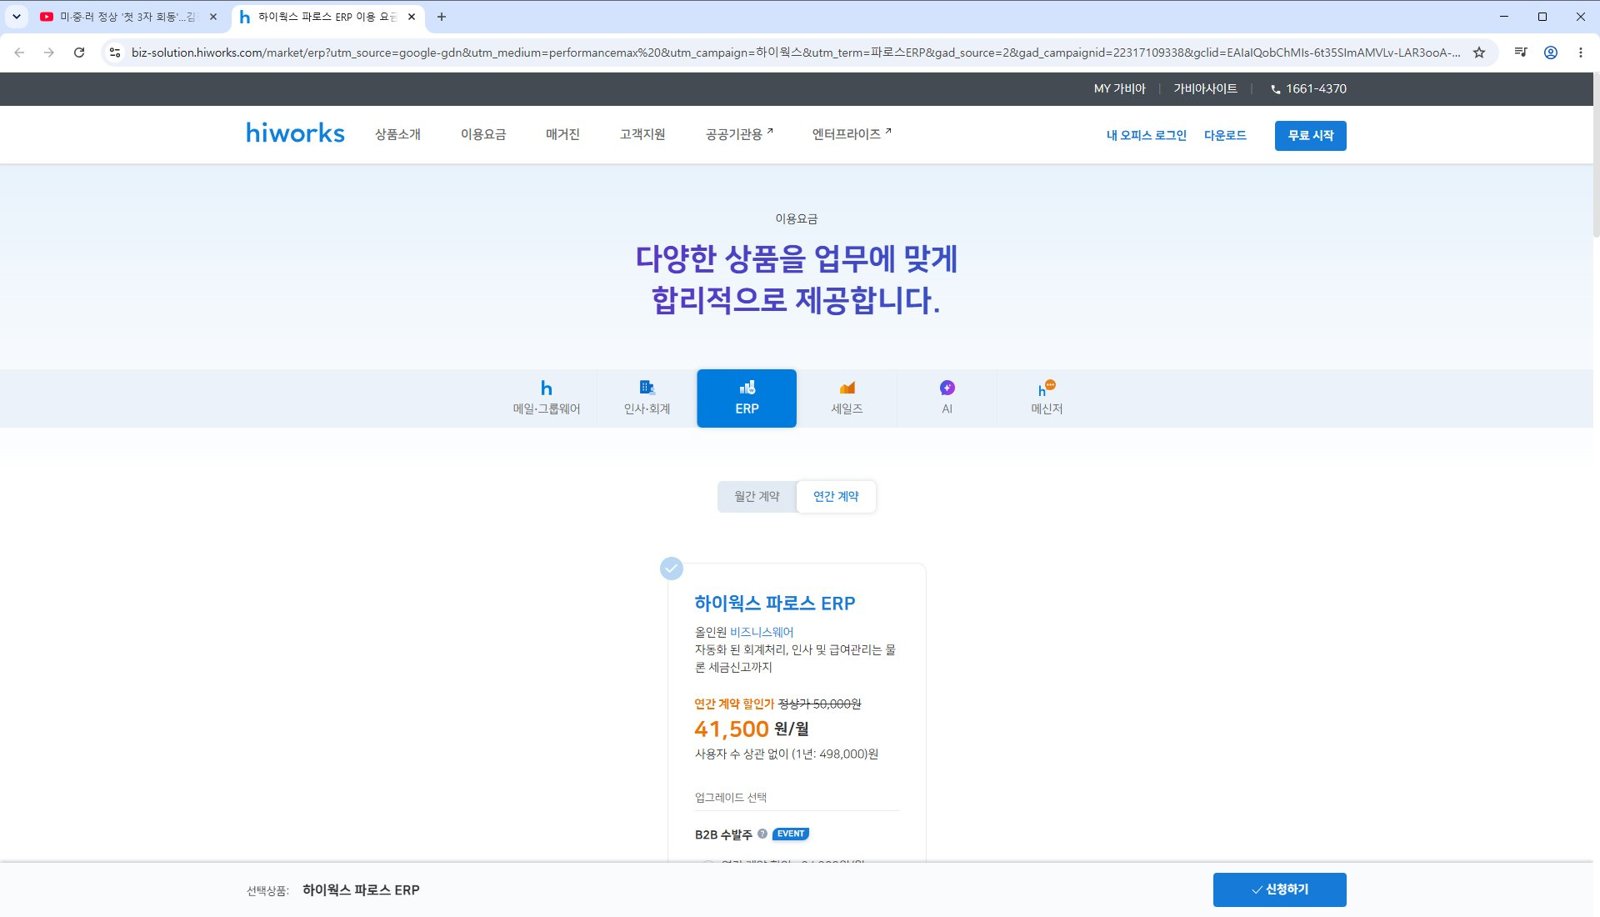 미·중·러 정상 '첫 3자 회동'...김
하이웍스 파로스 ERP 이용 요금
biz-solution.hiworks.com/market/erp?utm_source=google-gdn&utm_medium=performancemax%20&utm_campaign=하이웍스&utm_term=파로스ERP&gad_source=2&gad_campaignid=22317109338&gclid=EAIaIQobChMIs-6t35SImAMVLv-LAR3ooA-...
MY 가비아 | 가비아사이트 | 1661-4370
hiworks 상품소개 이용요금 매거진 고객지원 공공기관용↗ 엔터프라이즈↗ 내 오피스 로그인 다운로드 무료 시작
이용요금
다양한 상품을 업무에 맞게
합리적으로 제공합니다.
메일·그룹웨어 인사·회계 ERP 세일즈 AI 메신저
월간 계약 연간 계약
하이웍스 파로스 ERP
올인원 비즈니스웨어
자동화 된 회계처리, 인사 및 급여관리는 물
론 세금신고까지
연간 계약 할인가 정상가 50,000원
41,500 원/월
사용자 수 상관 없이 (1년: 498,000)원
업그레이드 선택
B2B 수발주 ? EVENT
선택상품: 하이웍스 파로스 ERP 신청하기